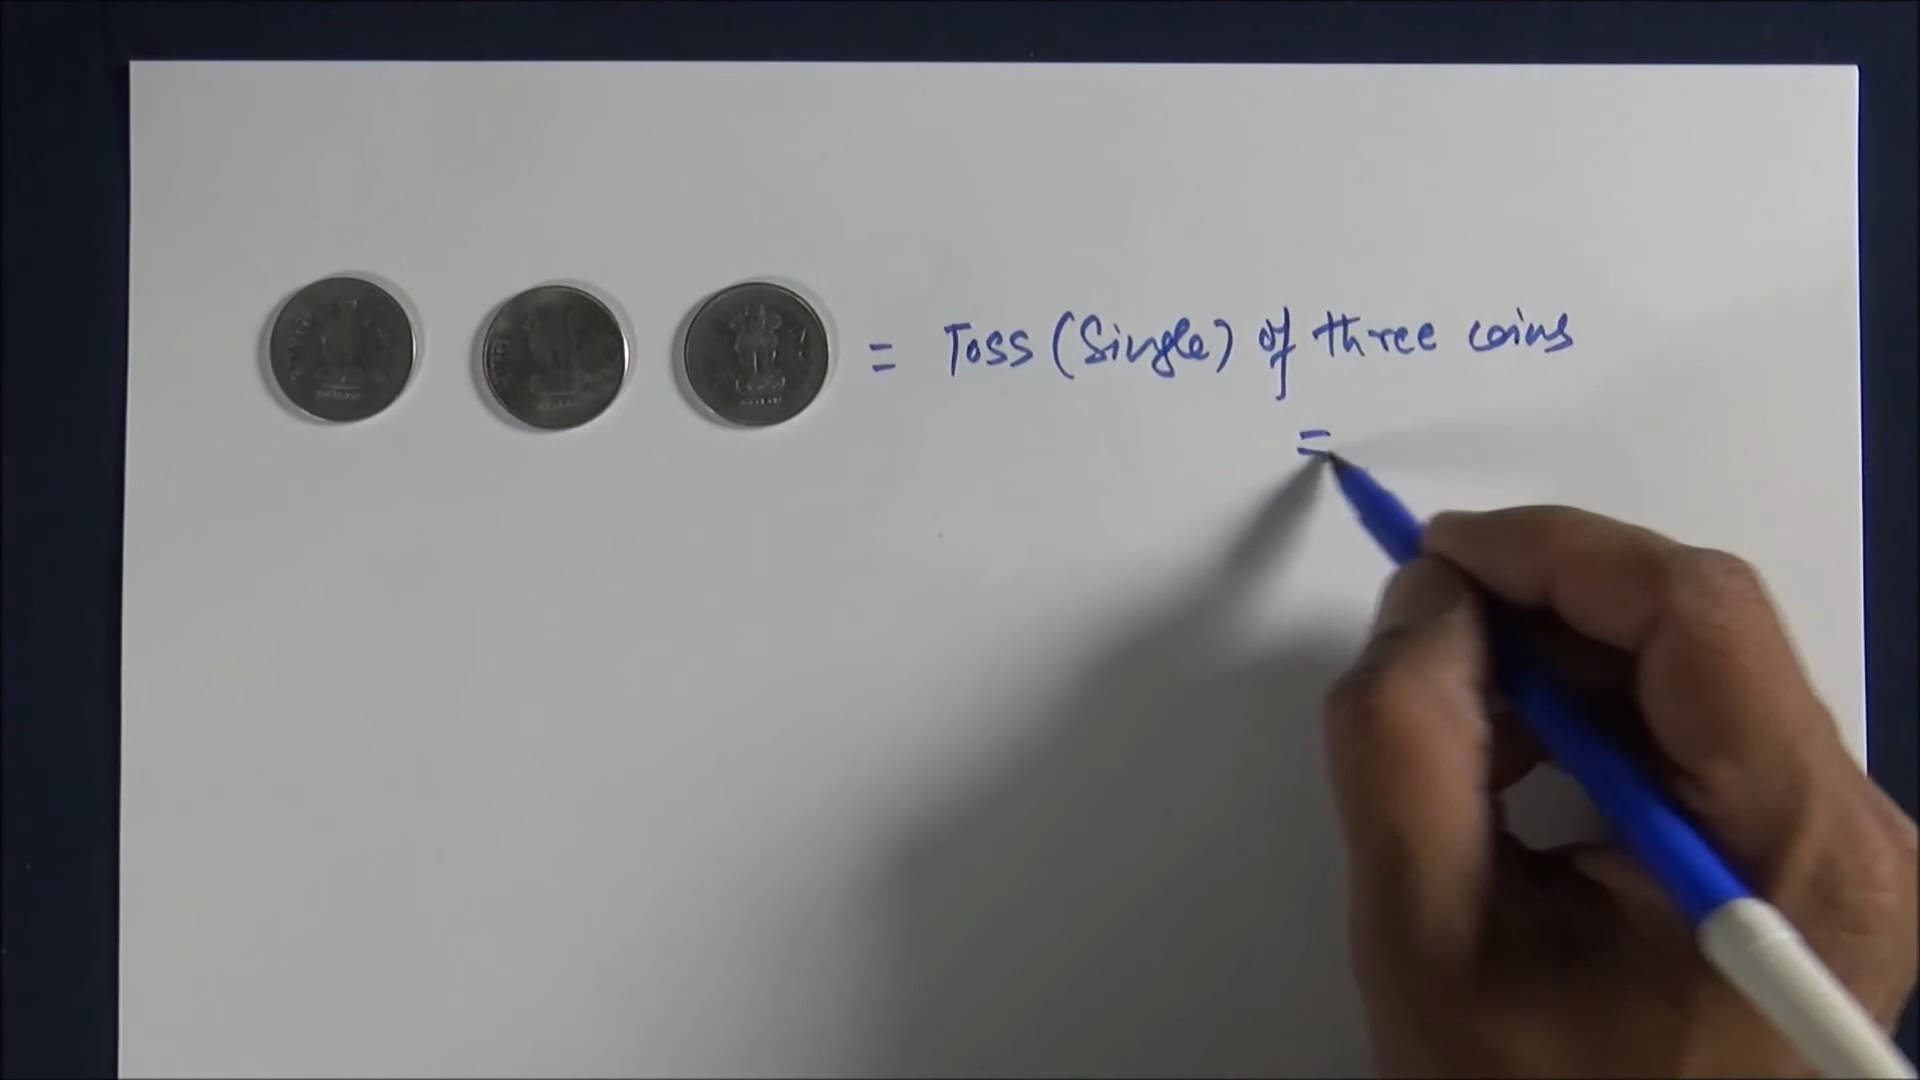 = Toss (Single) of three coins
=